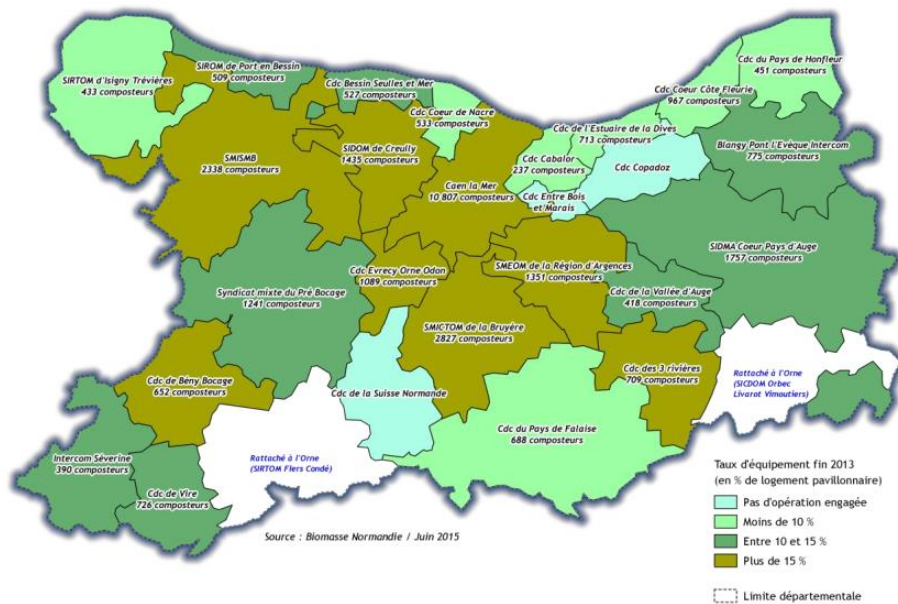 SIRTOM d'Isigny Trévières
433 composteurs
SIROM de Port en Bessin
509 composteurs
Cdc Bessin Seulles et Mer
527 composteurs
Cdc Coeur de Nacre
533 composteurs
Cdc du Pays de Honfleur
451 composteurs
Cdc Coeur Côte Fleurie
967 composteurs
Cdc de l'Estuaire de la Dives
713 composteurs
Blangy Pont l'Evêque Intercom
775 composteurs
SMISMB
2338 composteurs
SIDOM de Creully
1435 composteurs
Cdc Cabalor
237 composteurs
Cdc Copadoz
Caen la Mer
10 807 composteurs
Cdc Entre Bois
et Marais
SIDMA Coeur Pays d'Auge
1757 composteurs
Cdc Evrecy Orne Odon
1089 composteurs
SMEOM de la Région d'Argences
1351 composteurs
Syndicat mixte du Pré Bocage
1241 composteurs
Cdc de la Vallée d'Auge
418 composteurs
SMICTOM de la Bruyère
2827 composteurs
Cdc de Bény Bocage
652 composteurs
Cdc de la Suisse Normande
Cdc des 3 rivières
709 composteurs
Rattaché à l'Orne
(SICDOM Orbec
Livarot Vimoutiers)
Cdc du Pays de Falaise
688 composteurs
Intercom Séverine
390 composteurs
Rattaché à l'Orne
(SIRTOM Flers Condé)
Cdc de Vire
726 composteurs
Source : Biomasse Normandie / Juin 2015
Taux d'équipement fin 2013
(en % de logement pavillonnaire)
Pas d'opération engagée
Moins de 10 %
Entre 10 et 15 %
Plus de 15 %
Limite départementale